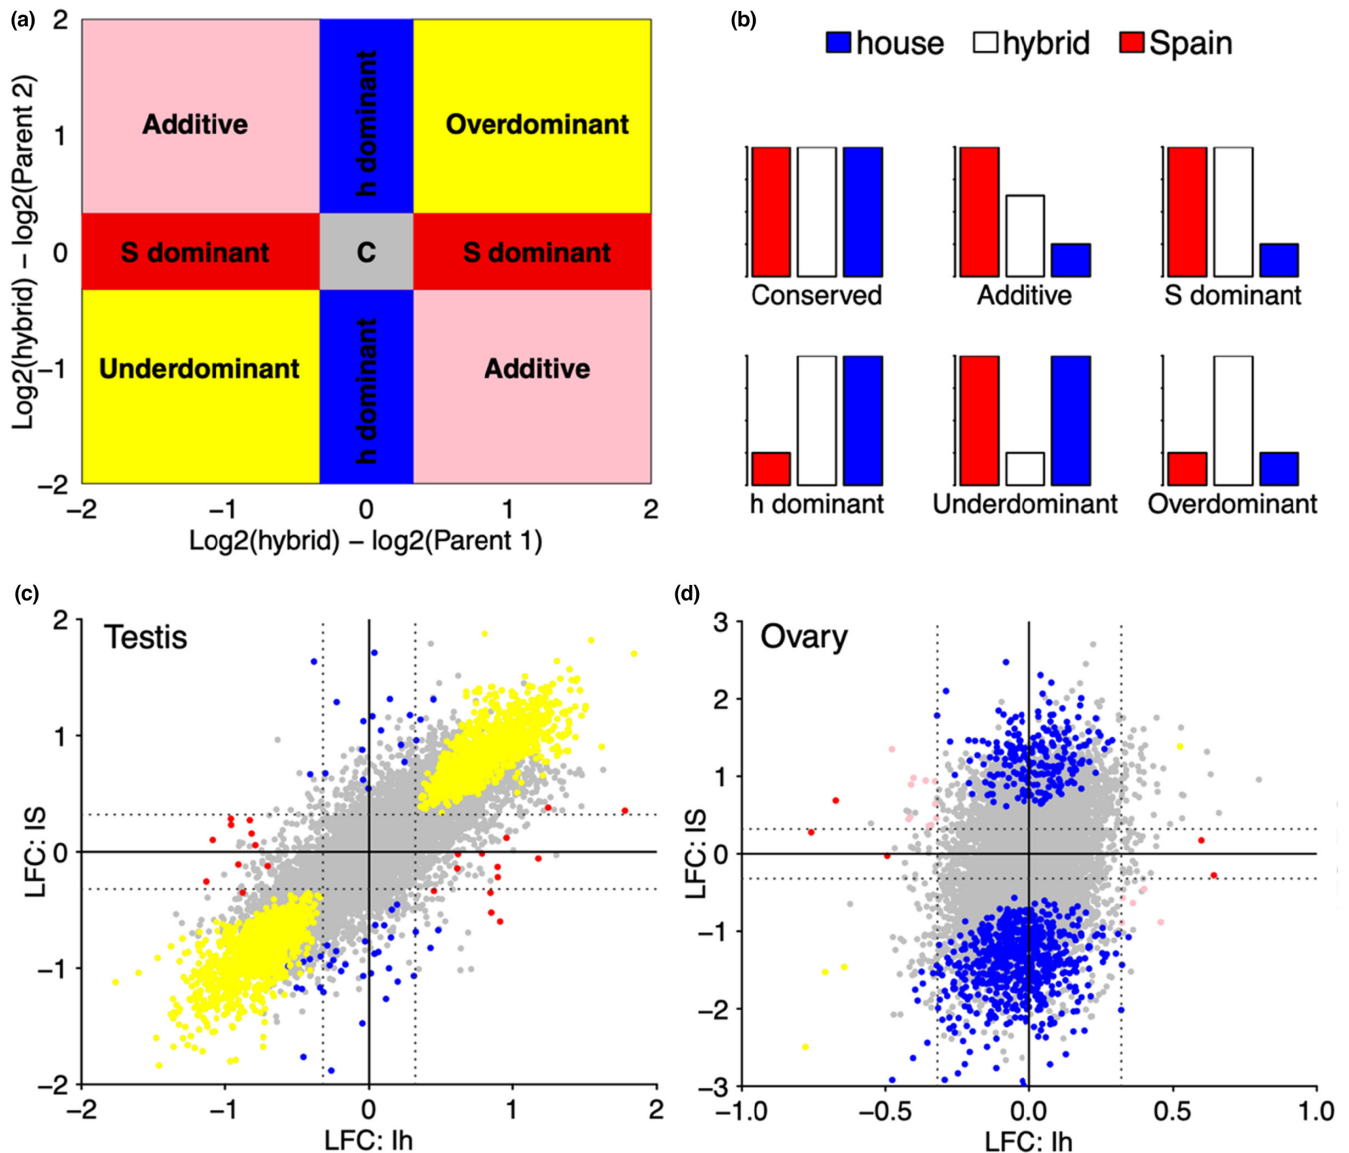 (a)
2
1
0
−1
−2
Log2(hybrid) − log2(Parent 2)
Additive
h dominant
Overdominant
S dominant
C
S dominant
Underdominant
h dominant
Additive
−2
−1
0
1
2
Log2(hybrid) − log2(Parent 1)
(b)
house
hybrid
Spain
Conserved
Additive
S dominant
h dominant
Underdominant
Overdominant
(c)
Testis
2
1
0
−1
−2
LFC: IS
−2
−1
0
1
2
LFC: Ih
(d)
Ovary
3
2
1
0
−1
−2
−3
LFC: IS
−1.0
−0.5
0.0
0.5
1.0
LFC: Ih